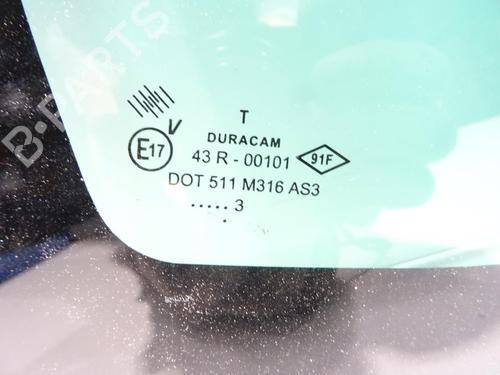 T
V
DURACAM
E17
43 R - 00101
91F
DOT 511 M316 AS3
..... 3
.
B-PARTS